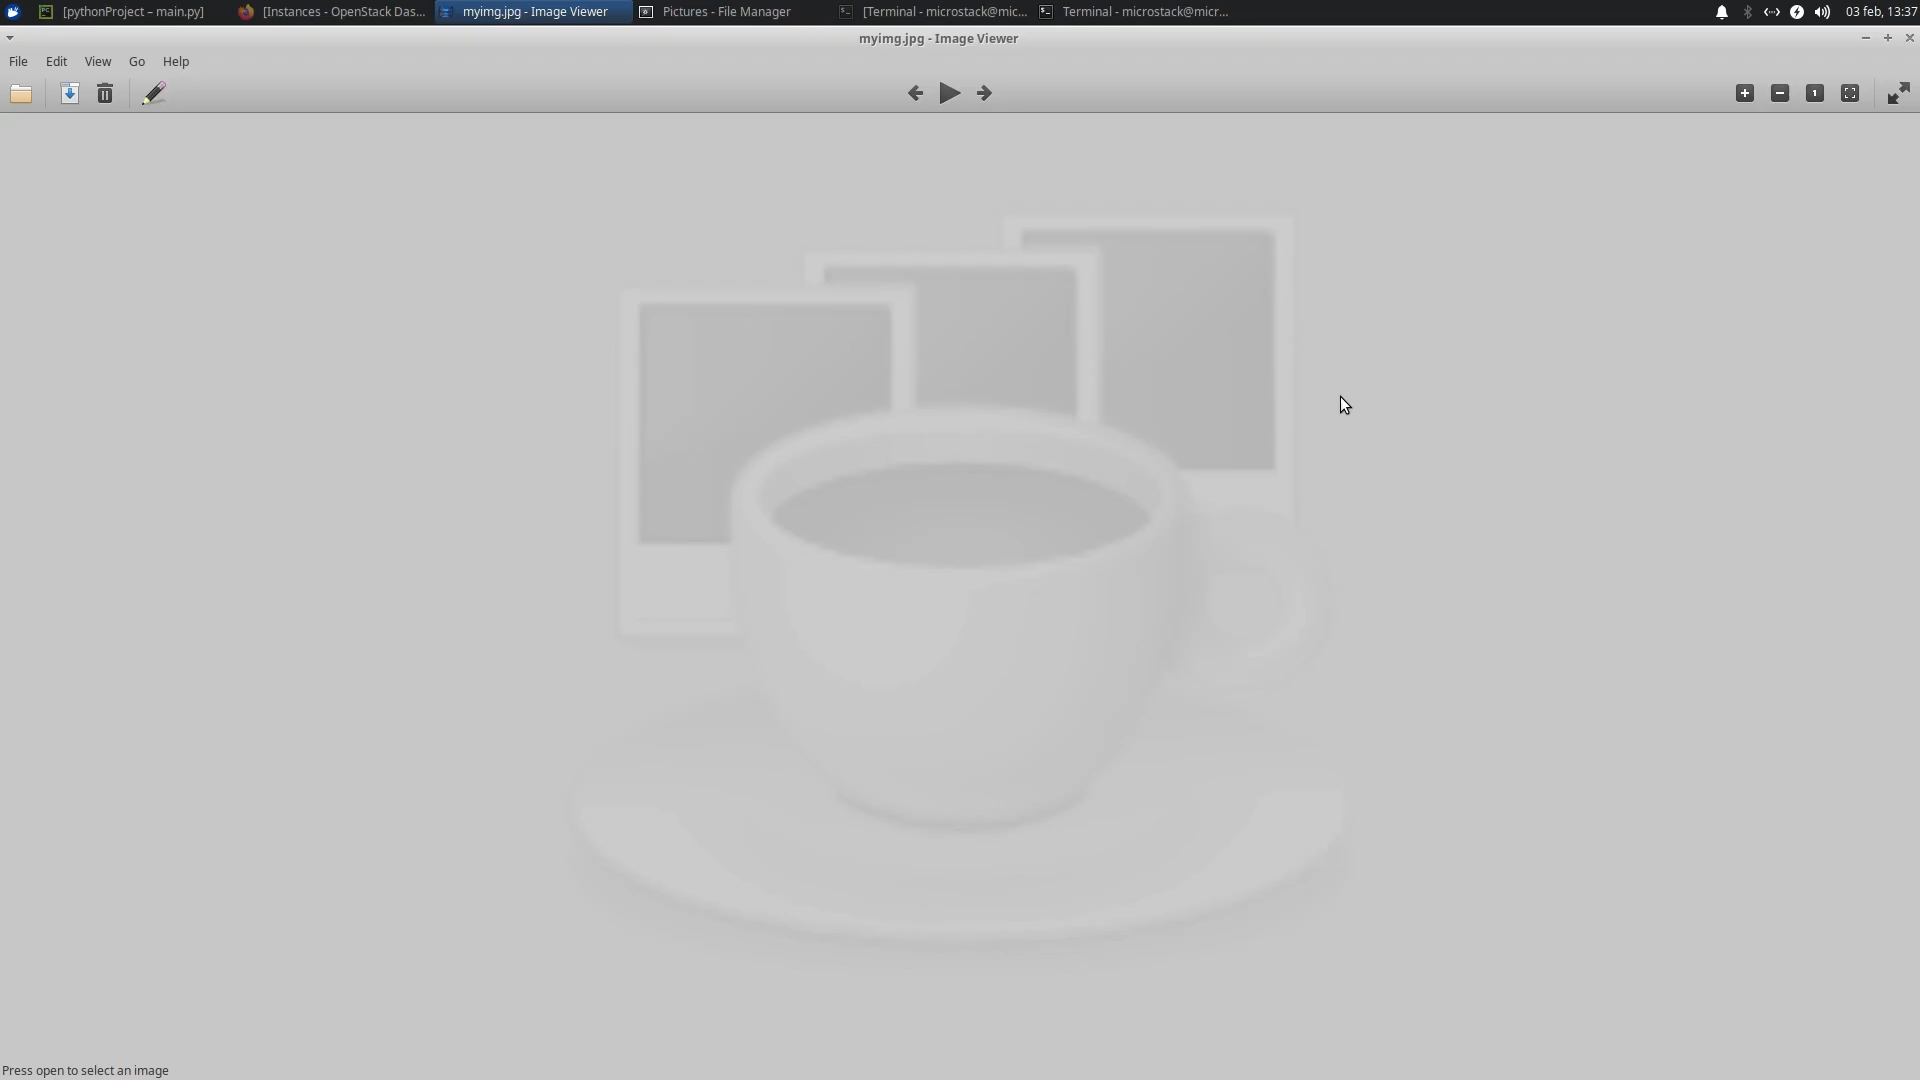 [pythonProject – main.py]
[Instances - OpenStack Das...
myimg.jpg - Image Viewer
Pictures - File Manager
[Terminal - microstack@mic...
Terminal - microstack@micr...
03 feb, 13:37
myimg.jpg - Image Viewer
File Edit View Go Help
1
Press open to select an image